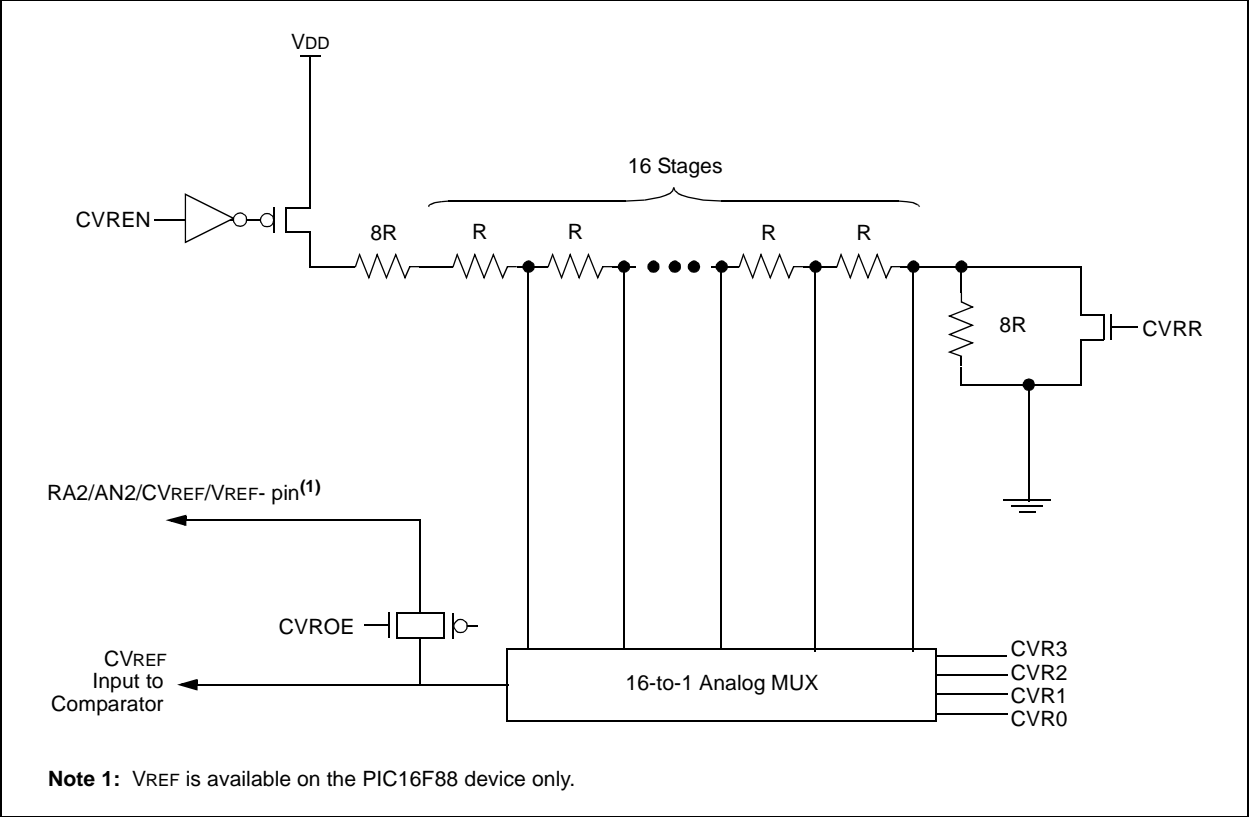 VDD
16 Stages
CVREN
8R
R
R
R
R
8R
CVRR
RA2/AN2/CVREF/VREF- pin(1)
CVROE
CVREF
Input to
Comparator
16-to-1 Analog MUX
CVR3
CVR2
CVR1
CVR0
Note 1: VREF is available on the PIC16F88 device only.